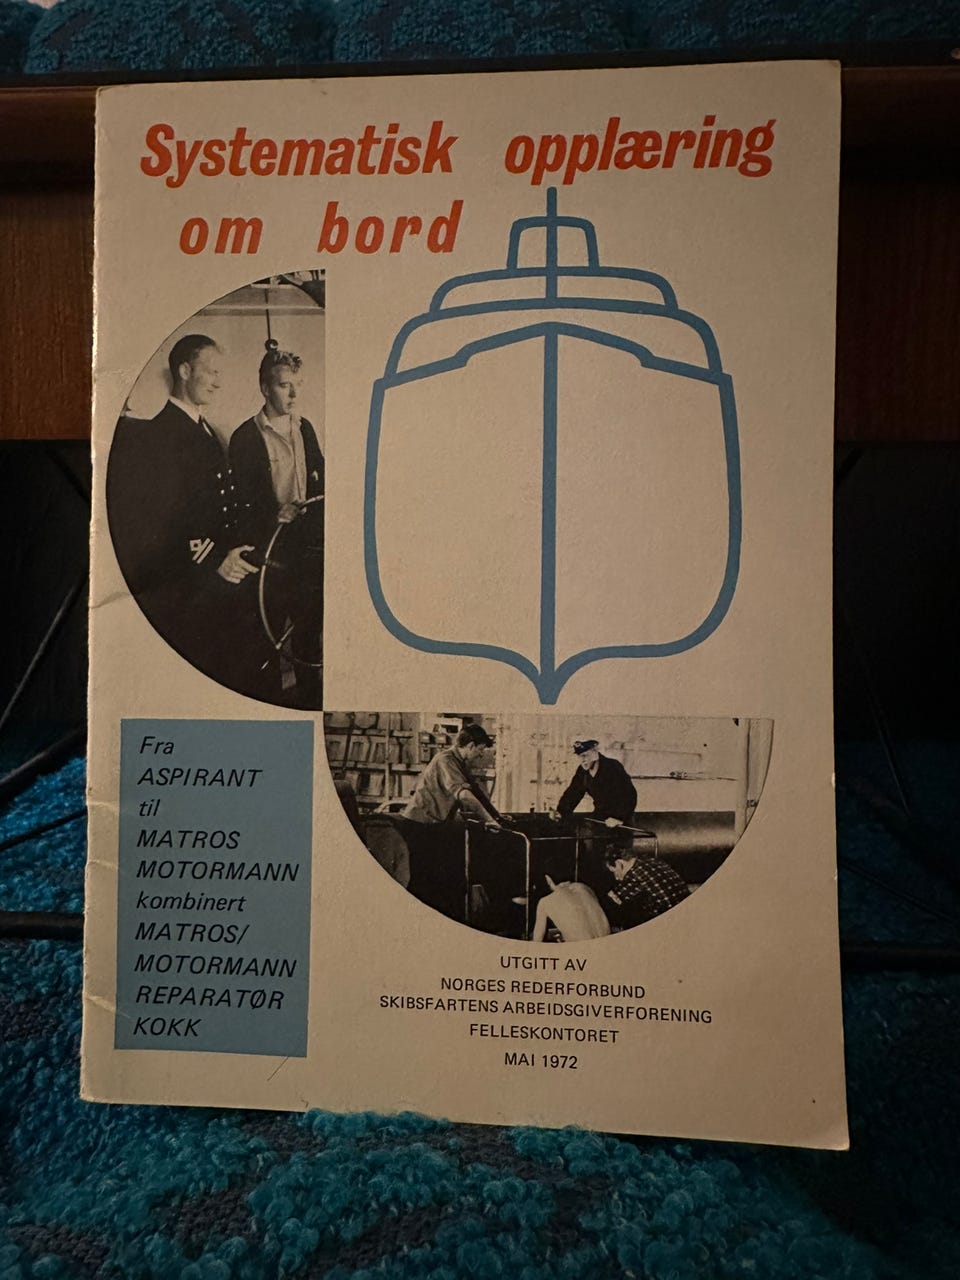 Systematisk opplæring
om bord
Fra
ASPIRANT
til
MATROS
MOTORMANN
kombinert
MATROS/
MOTORMANN
REPARATØR
KOKK
UTGITT AV
NORGES REDERFORBUND
SKIBSFARTENS ARBEIDSGIVERFORENING
FELLESKONTORET
MAI 1972